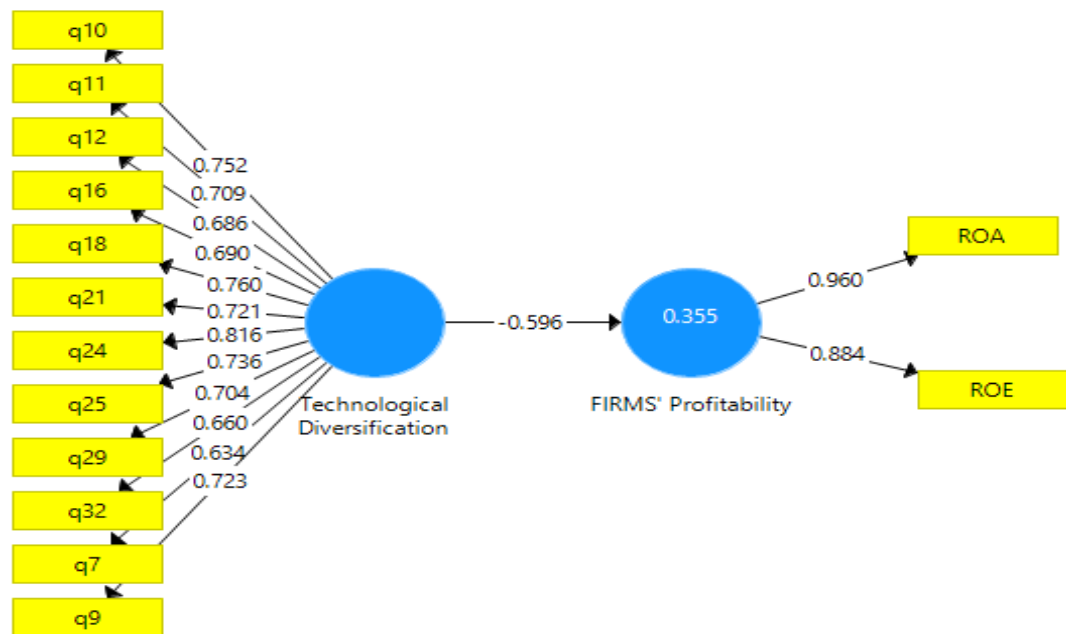 q10
q11
q12
q16
q18
q21
q24
q25
q29
q32
q7
q9
0.752
0.709
0.686
0.690
0.760
0.721
0.816
0.736
0.704
0.660
0.634
0.723
Technological
Diversification
-0.596
0.355
FIRMS' Profitability
0.960
0.884
ROA
ROE